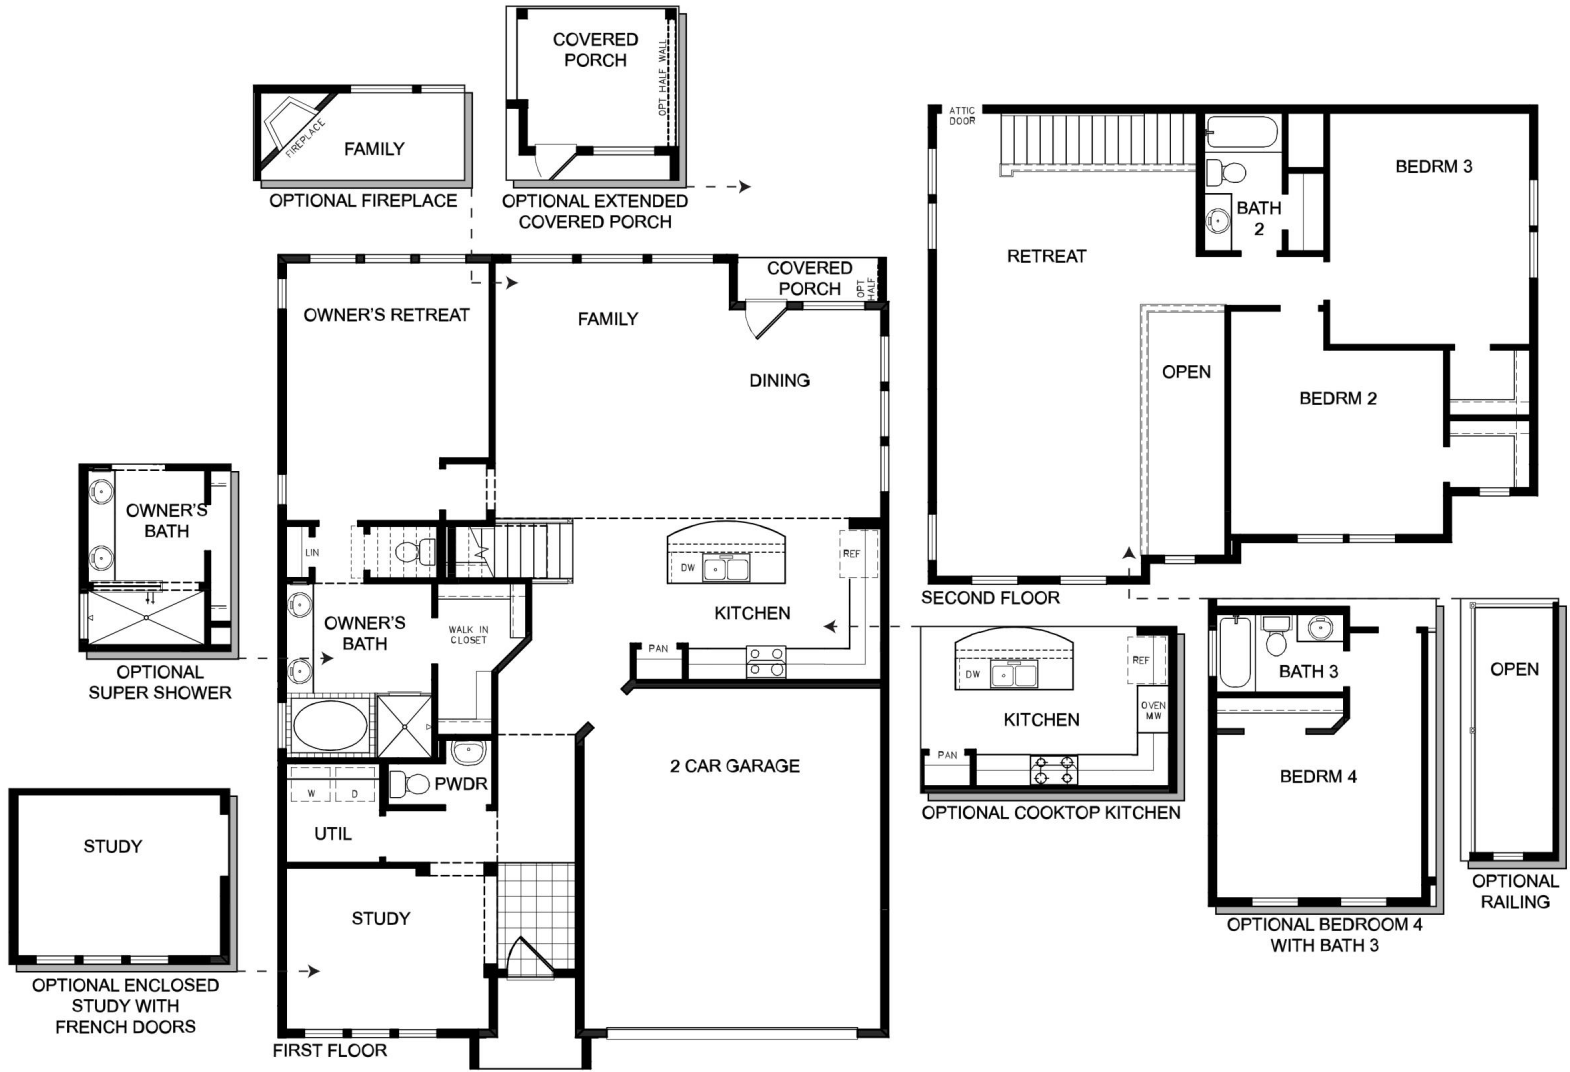 COVERED
PORCH
OPT HALF WALL
FIREPLACE
FAMILY
OPTIONAL FIREPLACE
OPTIONAL EXTENDED
COVERED PORCH
OWNER'S RETREAT
FAMILY
COVERED
PORCH
OPT
HALF
DINING
OWNER'S
BATH
OPTIONAL
SUPER SHOWER
LIN
OWNER'S
BATH
WALK IN
CLOSET
DW
REF
KITCHEN
PAN
2 CAR GARAGE
PWDR
W
D
UTIL
STUDY
STUDY
OPTIONAL ENCLOSED
STUDY WITH
FRENCH DOORS
FIRST FLOOR
ATTIC
DOOR
RETREAT
BATH
2
BEDRM 3
OPEN
BEDRM 2
SECOND FLOOR
DW
REF
OVEN
MW
KITCHEN
PAN
OPTIONAL COOKTOP KITCHEN
BATH 3
BEDRM 4
OPTIONAL BEDROOM 4
WITH BATH 3
OPEN
OPTIONAL
RAILING